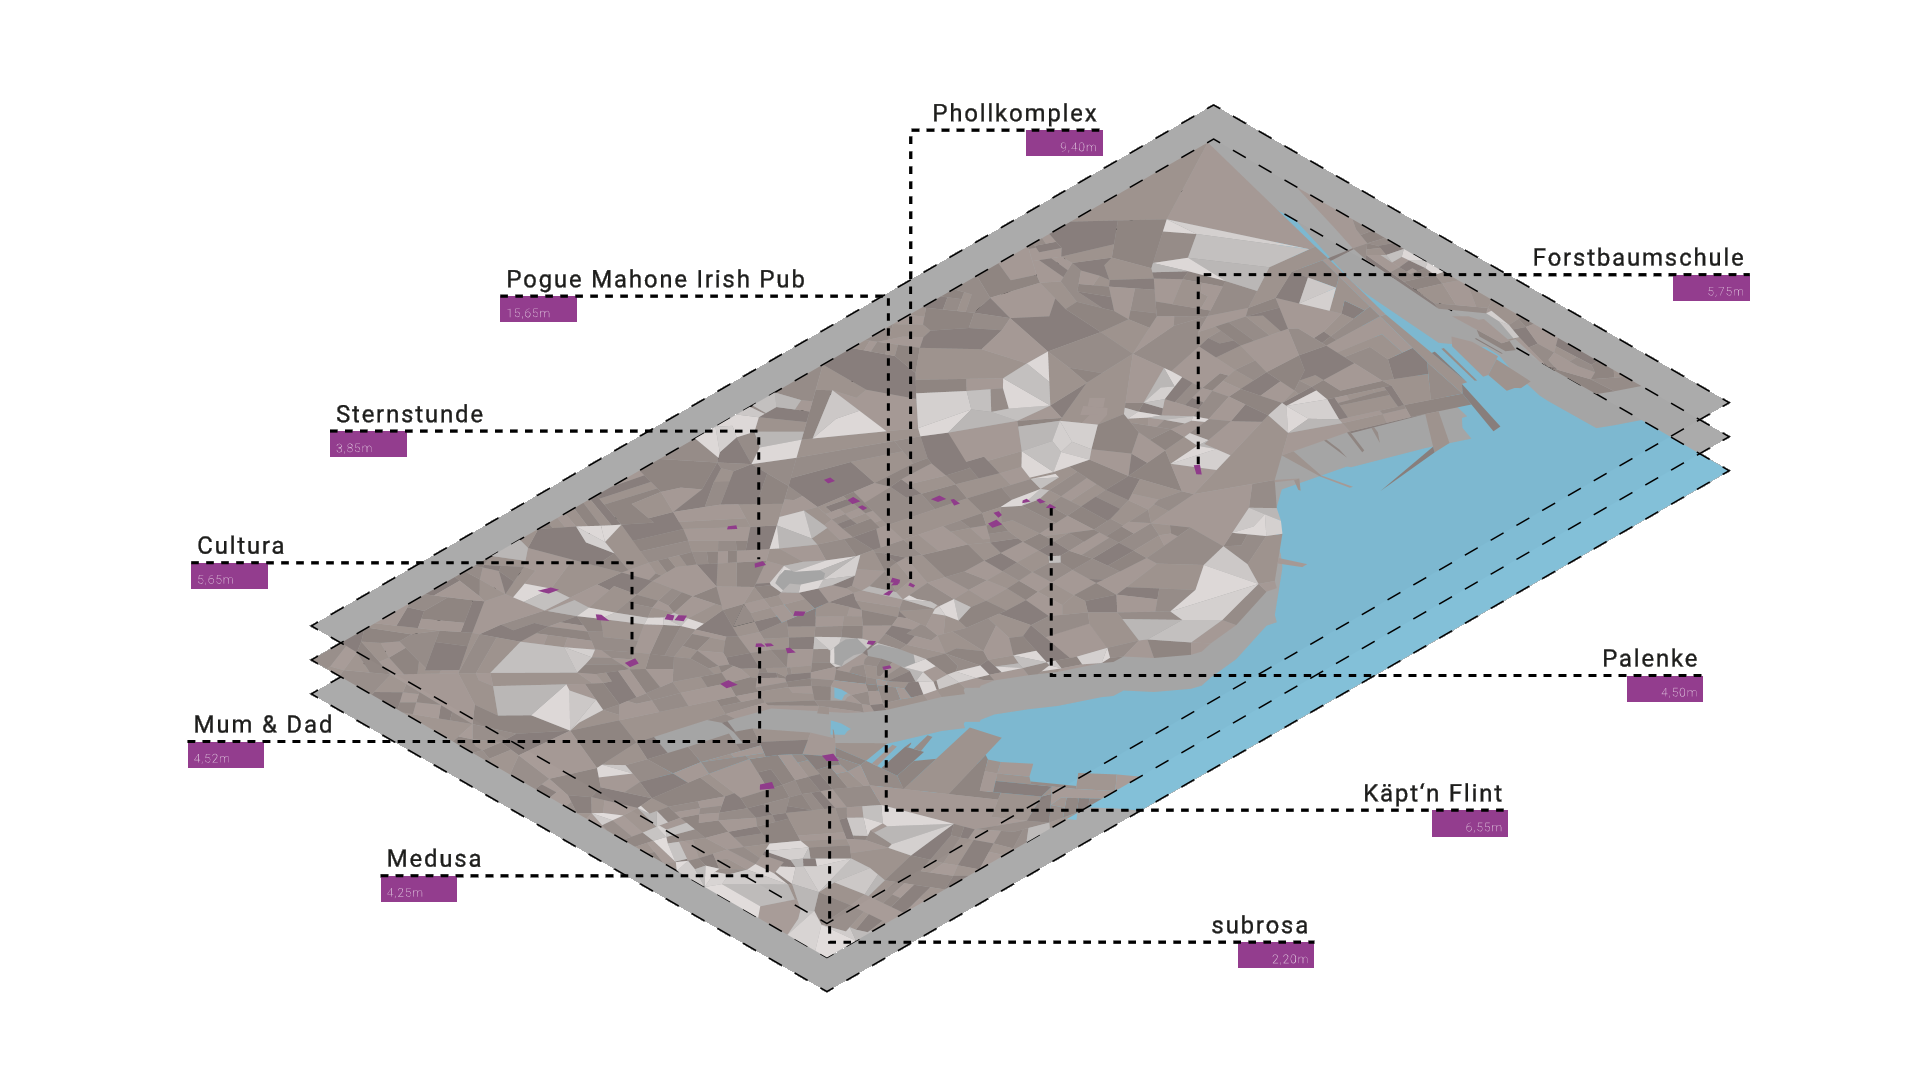 Phollkomplex
9,40m
Forstbaumschule
5,75m
Pogue Mahone Irish Pub
15,65m
Sternstunde
3,85m
Cultura
5,65m
Palenke
4,50m
Mum & Dad
4,52m
Käpt‘n Flint
6,55m
Medusa
4,25m
subrosa
2,20m